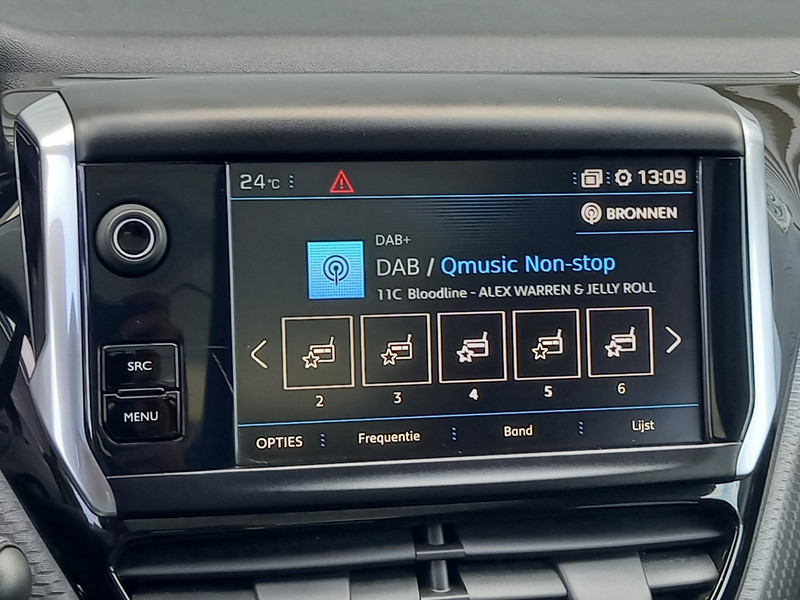 24°C 13:09
BRONNEN
DAB+
DAB / Qmusic Non-stop
11C Bloodline - ALEX WARREN & JELLY ROLL
2 3 4 5 6
SRC
MENU
OPTIES Frequentie Band Lijst